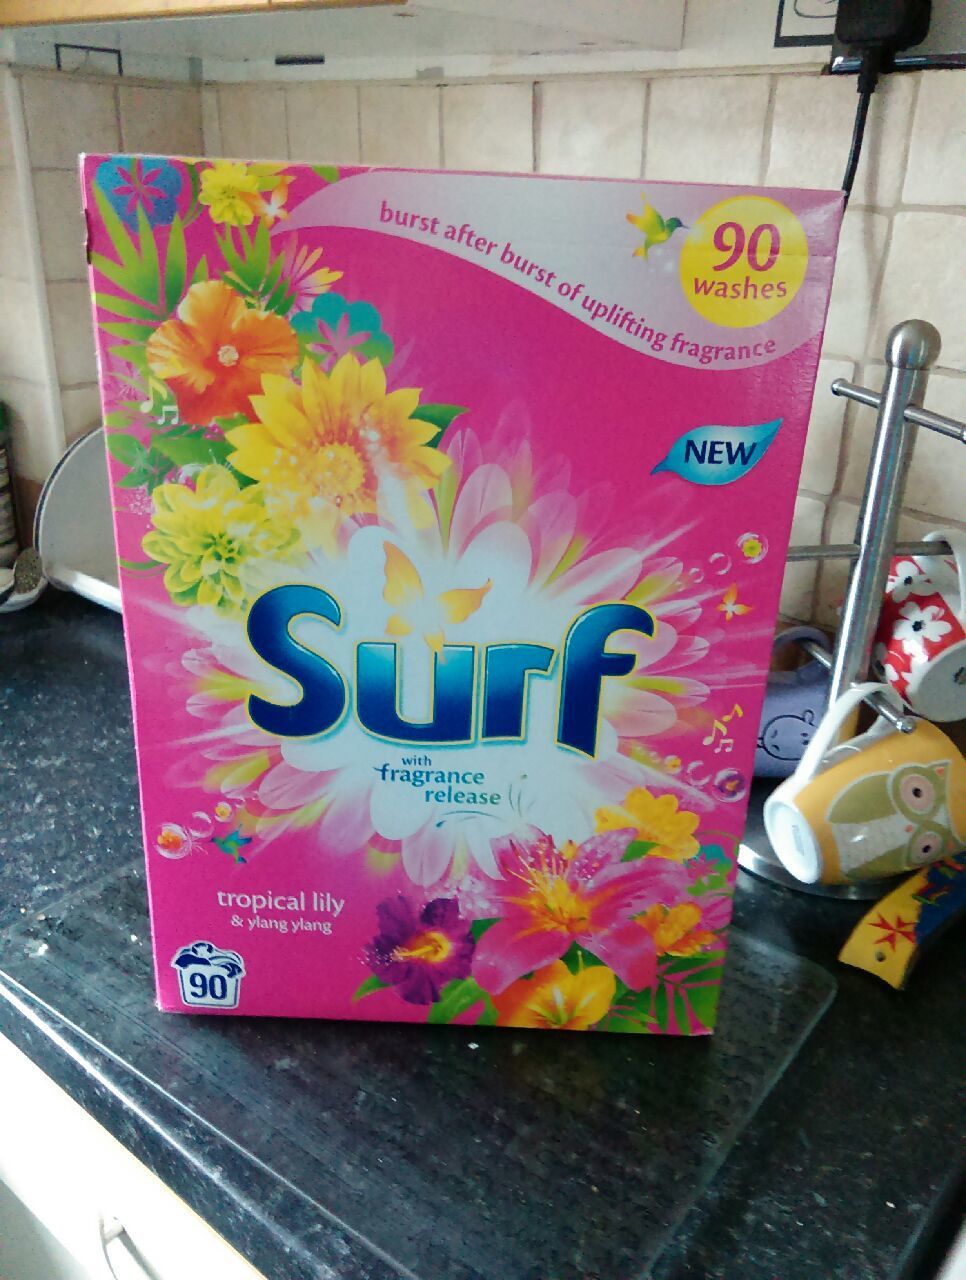 burst after burst of uplifting fragrance
90
washes
NEW
Surf
with
fragrance
release
tropical lily
& ylang ylang
90